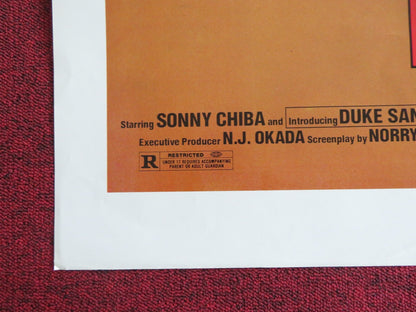 Starring SONNY CHIBA and Introducing DUKE SAN
Executive Producer N.J. OKADA Screenplay by NORRY
R RESTRICTED
UNDER 17 REQUIRES ACCOMPANYING
PARENT OR ADULT GUARDIAN